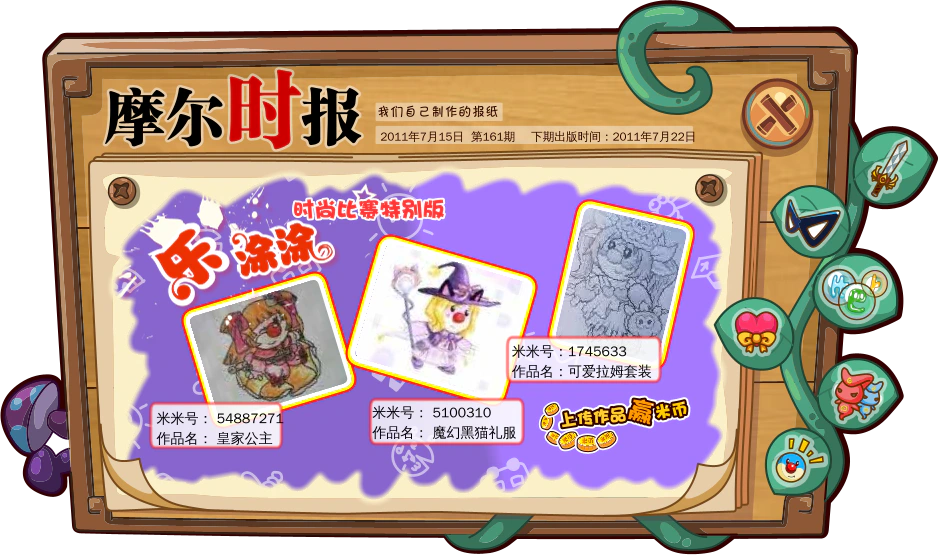 摩尔时报
我们自己制作的报纸
2011年7月15日 第161期 下期出版时间：2011年7月22日
时尚比赛特别版
乐涂涂
米米号： 54887271
作品名： 皇家公主
米米号： 5100310
作品名： 魔幻黑猫礼服
米米号：1745633
作品名：可爱拉姆套装
上传作品赢米币